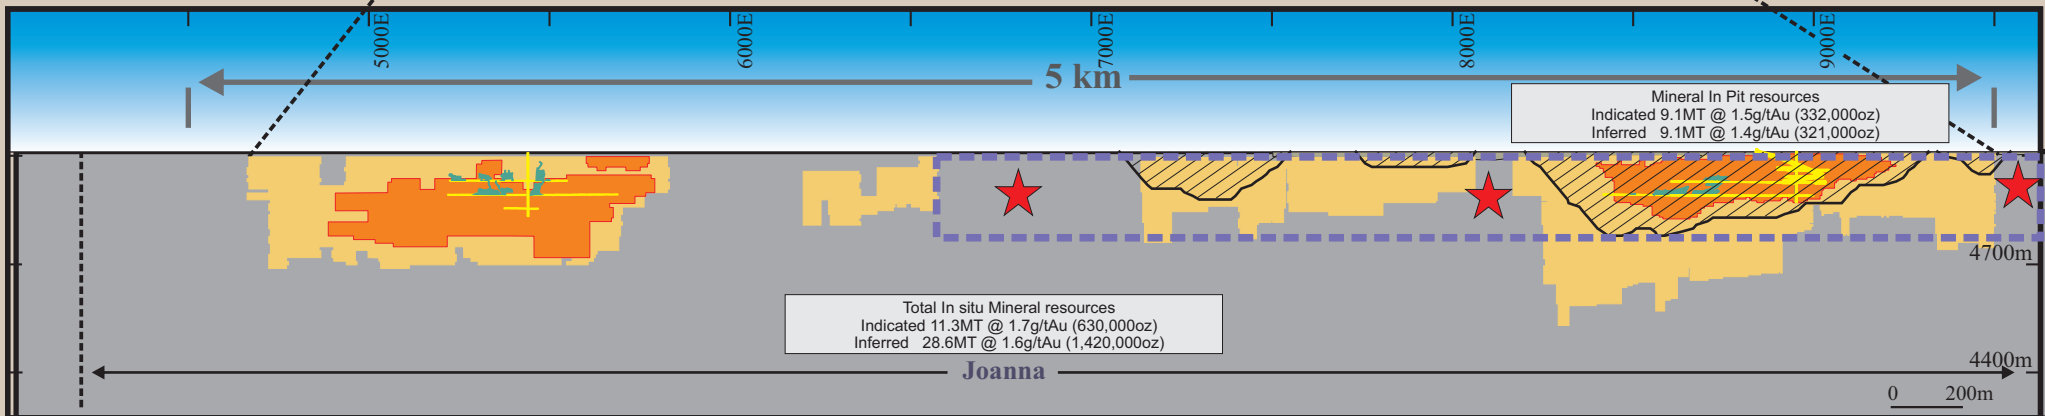 5000E
6000E
7000E
8000E
9000E
5 km
Mineral In Pit resources
Indicated 9.1MT @ 1.5g/tAu (332,000oz)
Inferred 9.1MT @ 1.4g/tAu (321,000oz)
4700m
Total In situ Mineral resources
Indicated 11.3MT @ 1.7g/tAu (630,000oz)
Inferred 28.6MT @ 1.6g/tAu (1,420,000oz)
4400m
Joanna
0 200m